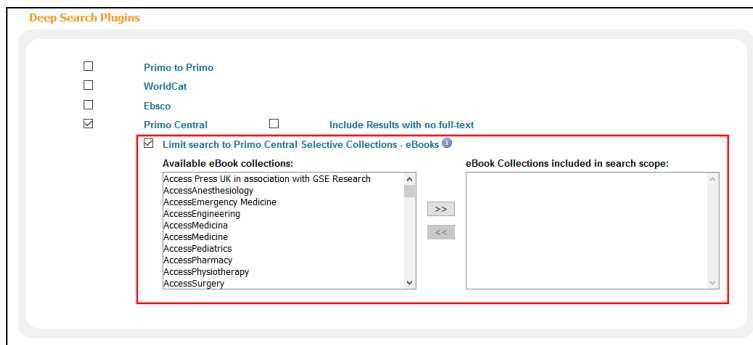 Deep Search Plugins
Primo to Primo
WorldCat
Ebsco
Primo Central Include Results with no full-text
Limit search to Primo Central Selective Collections - eBooks
Available eBook collections: eBook Collections included in search scope:
Access Press UK in association with GSE Research
AccessAnesthesiology
AccessEmergency Medicine
AccessEngineering
AccessMedicina
AccessMedicine
AccessPediatrics
AccessPharmacy
AccessPhysiotherapy
AccessSurgery
>>
<<